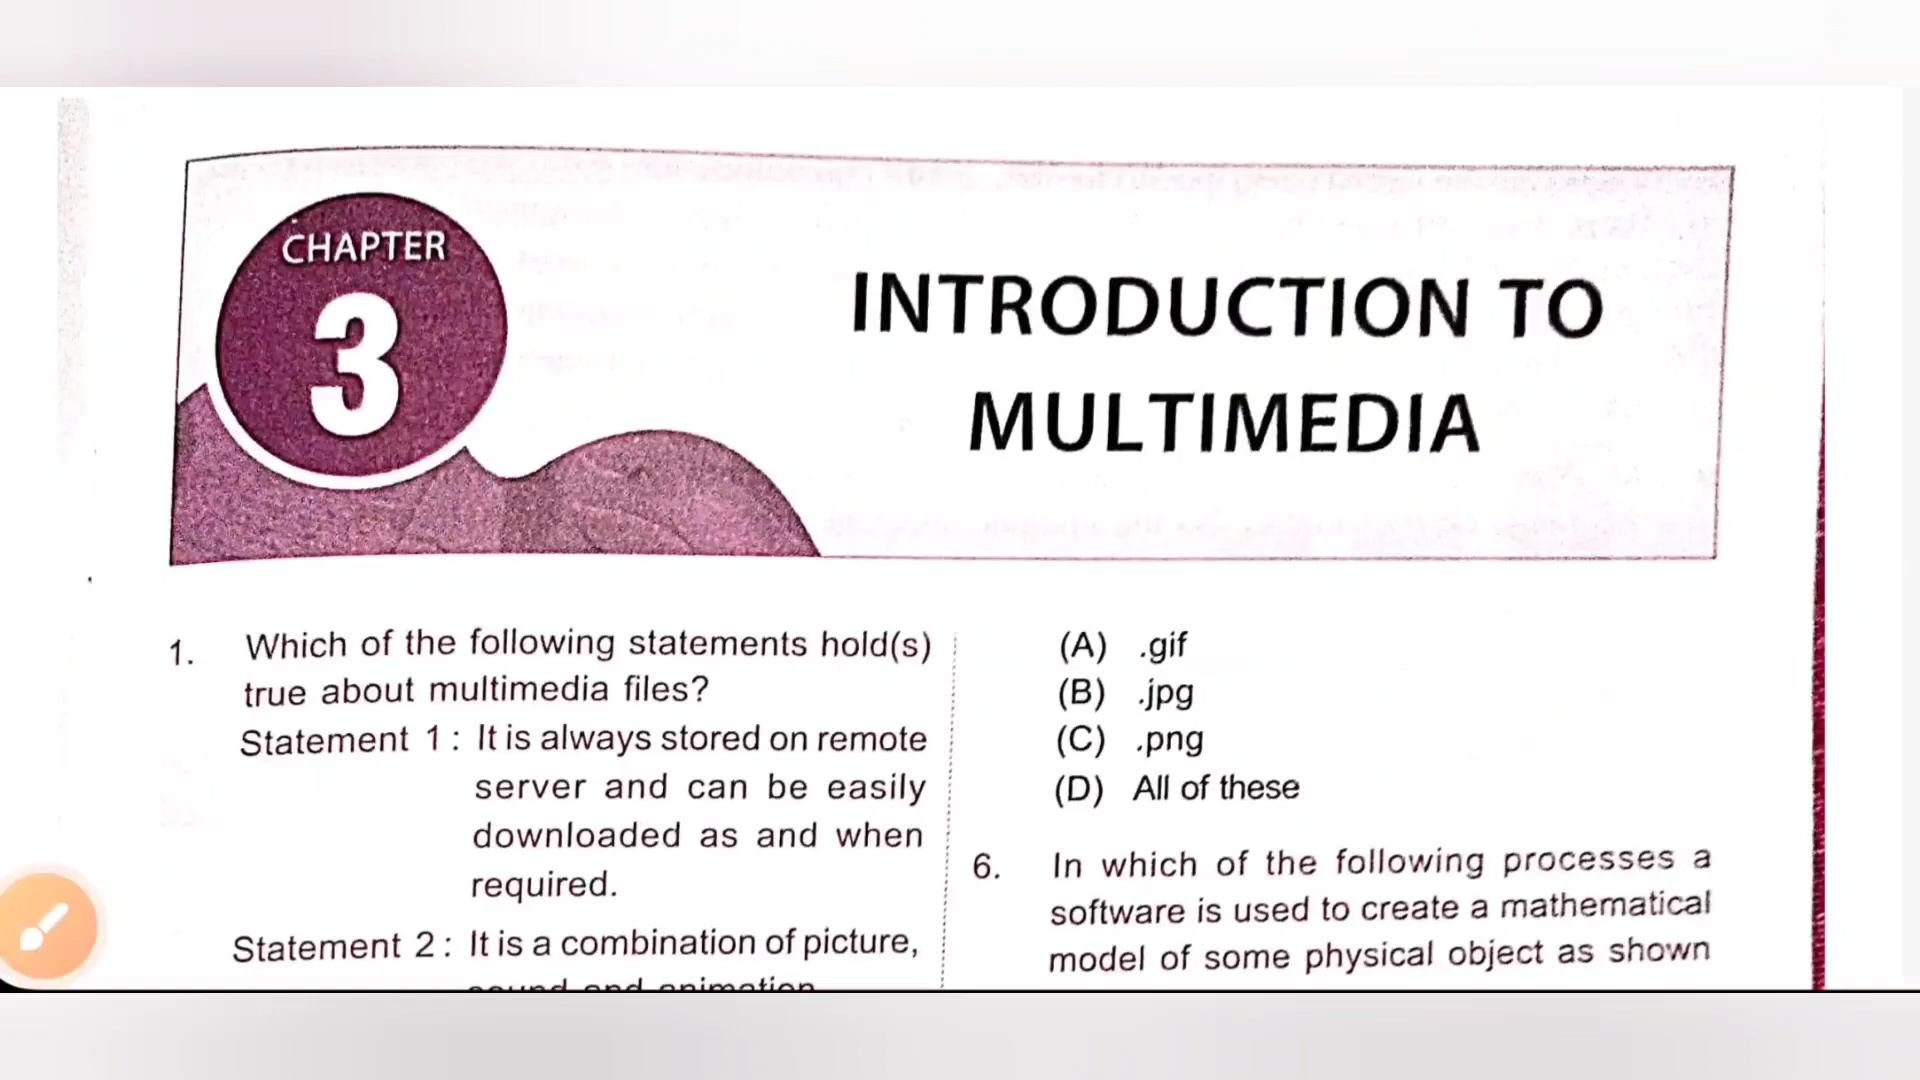 CHAPTER
3
INTRODUCTION TO
MULTIMEDIA
1. Which of the following statements hold(s)
true about multimedia files?
Statement 1 : It is always stored on remote
server and can be easily
downloaded as and when
required.
Statement 2 : It is a combination of picture,
sound and animation
(A) .gif
(B) .jpg
(C) .png
(D) All of these
6. In which of the following processes a
software is used to create a mathematical
model of some physical object as shown